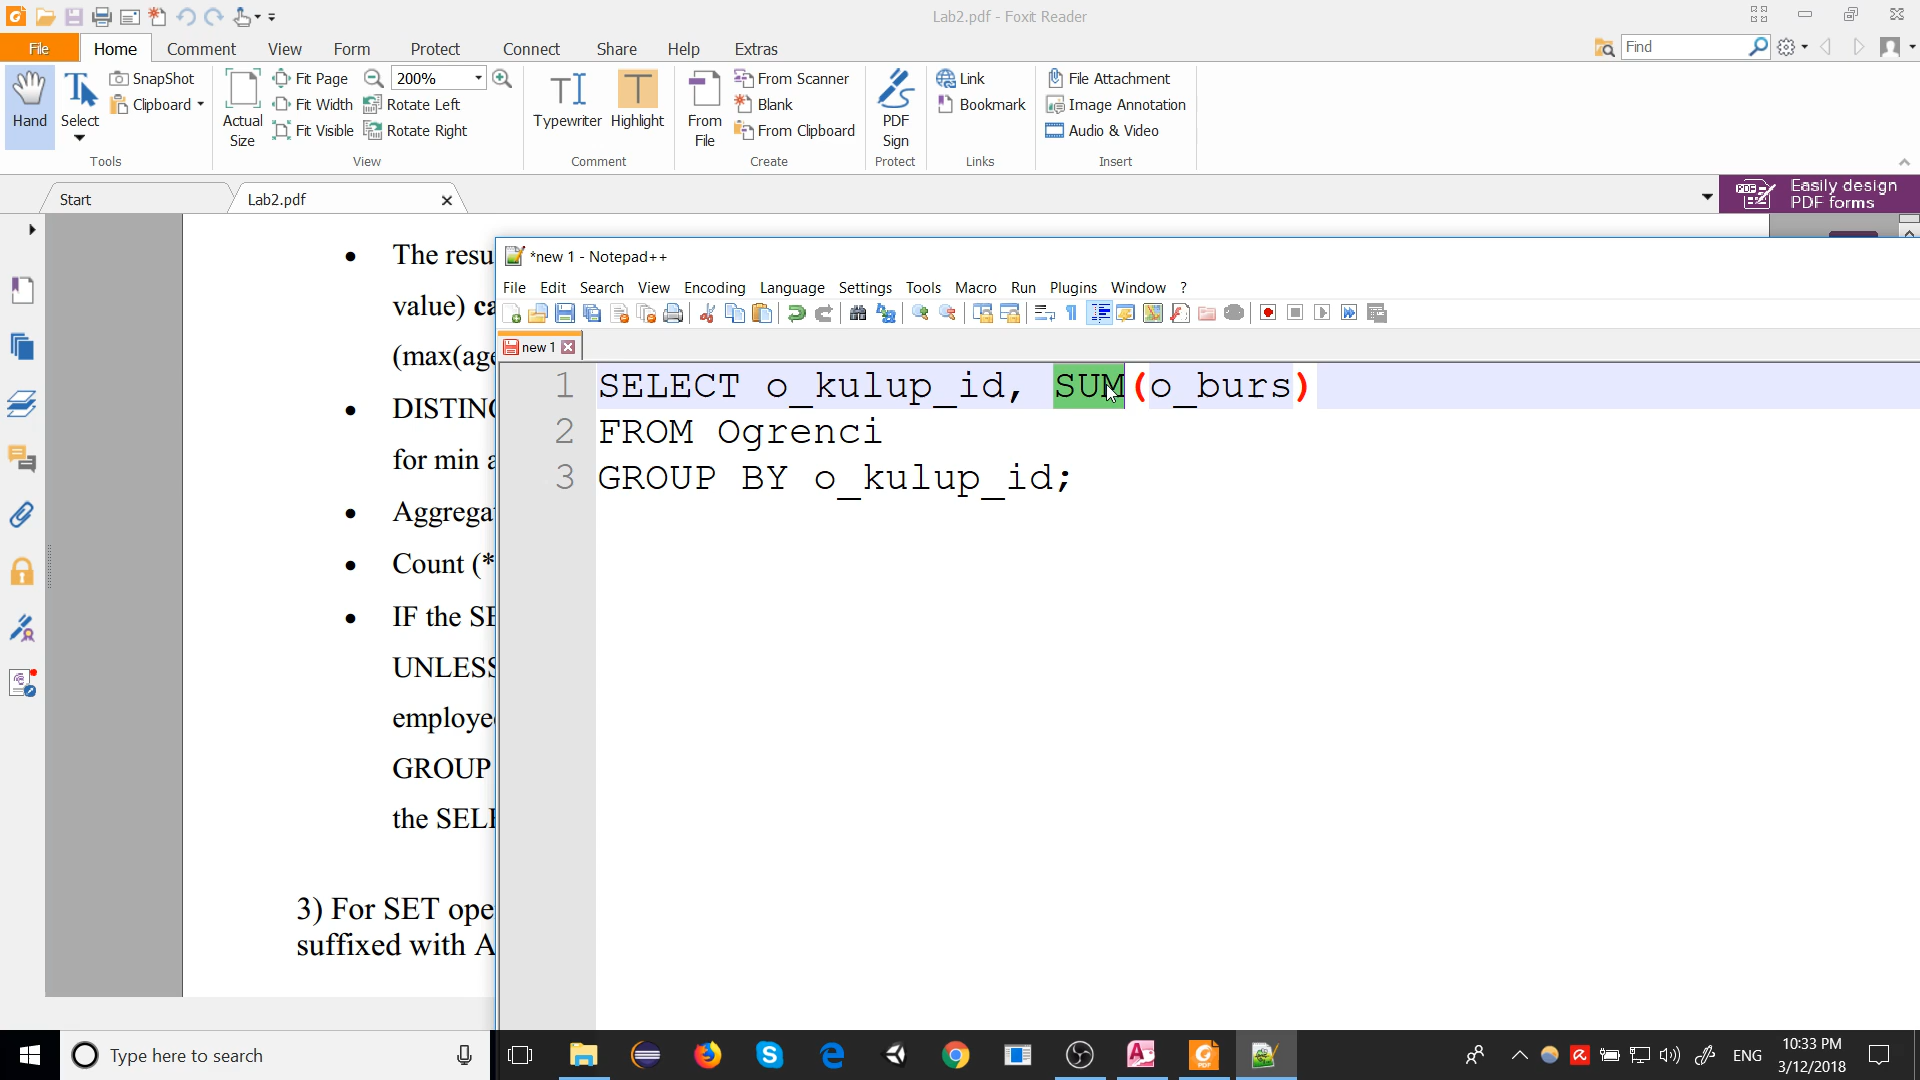 Lab2.pdf - Foxit Reader
File Home Comment View Form Protect Connect Share Help Extras
Find
Hand
Select
SnapShot
Clipboard
Tools
Actual Size
Fit Page
Fit Width
Fit Visible
200%
Rotate Left
Rotate Right
View
Typewriter
Highlight
Comment
From File
From Scanner
Blank
From Clipboard
Create
PDF Sign
Protect
Link
Bookmark
Links
File Attachment
Image Annotation
Audio & Video
Insert
Start
Lab2.pdf
Easily design
PDF forms
The resu
value) ca
(max(age
DISTINC
for min a
Aggrega
Count (*
IF the SE
UNLESS
employee
GROUP
the SELE
3) For SET ope
suffixed with A
*new 1 - Notepad++
File Edit Search View Encoding Language Settings Tools Macro Run Plugins Window ?
new 1
1 SELECT o_kulup_id, SUM(o_burs)
2 FROM Ogrenci
3 GROUP BY o_kulup_id;
Type here to search
ENG
10:33 PM
3/12/2018